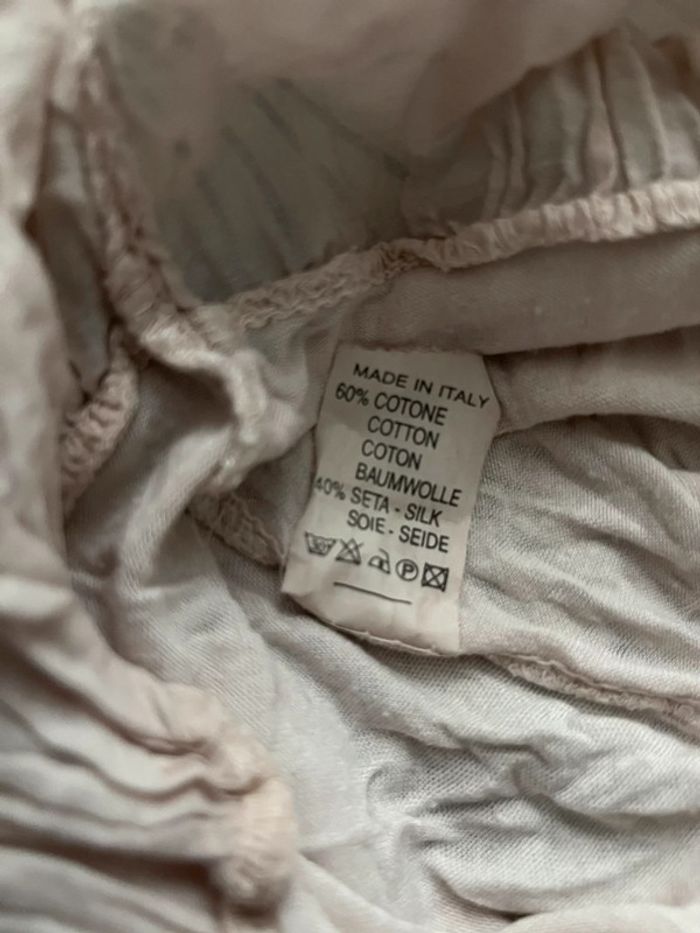 MADE IN ITALY
60% COTONE
COTTON
COTON
BAUMWOLLE
40% SETA - SILK
SOIE - SEIDE
P